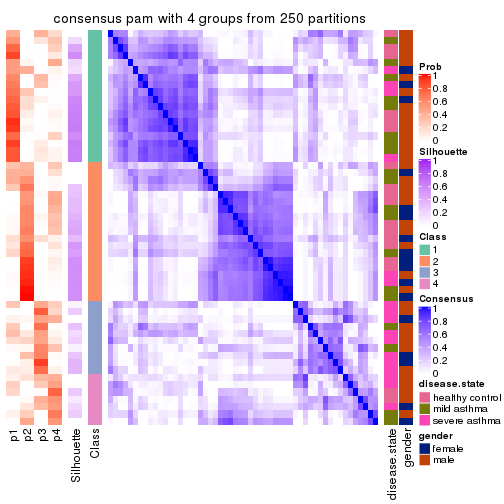 consensus pam with 4 groups from 250 partitions
Prob
1
0.8
0.6
0.4
0.2
0
Silhouette
1
0.8
0.6
0.4
0.2
0
Class
1
2
3
4
Consensus
1
0.8
0.6
0.4
0.2
0
disease.state
healthy control
mild asthma
severe asthma
gender
female
male
p1
p2
p3
p4
Silhouette
Class
disease.state
gender